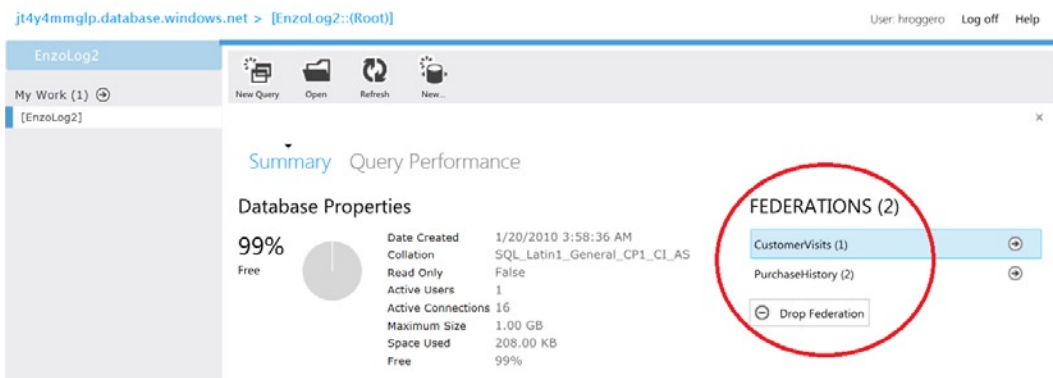 jt4y4mmglp.database.windows.net > [EnzoLog2::(Root)]
User: hroggero Log off Help
EnzoLog2
My Work (1)
[EnzoLog2]
New Query Open Refresh New...
Summary Query Performance
Database Properties
99%
Free
Date Created 1/20/2010 3:58:36 AM
Collation SQL_Latin1_General_CP1_CI_AS
Read Only False
Active Users 1
Active Connections 16
Maximum Size 1.00 GB
Space Used 208.00 KB
Free 99%
FEDERATIONS (2)
CustomerVisits (1)
PurchaseHistory (2)
Drop Federation